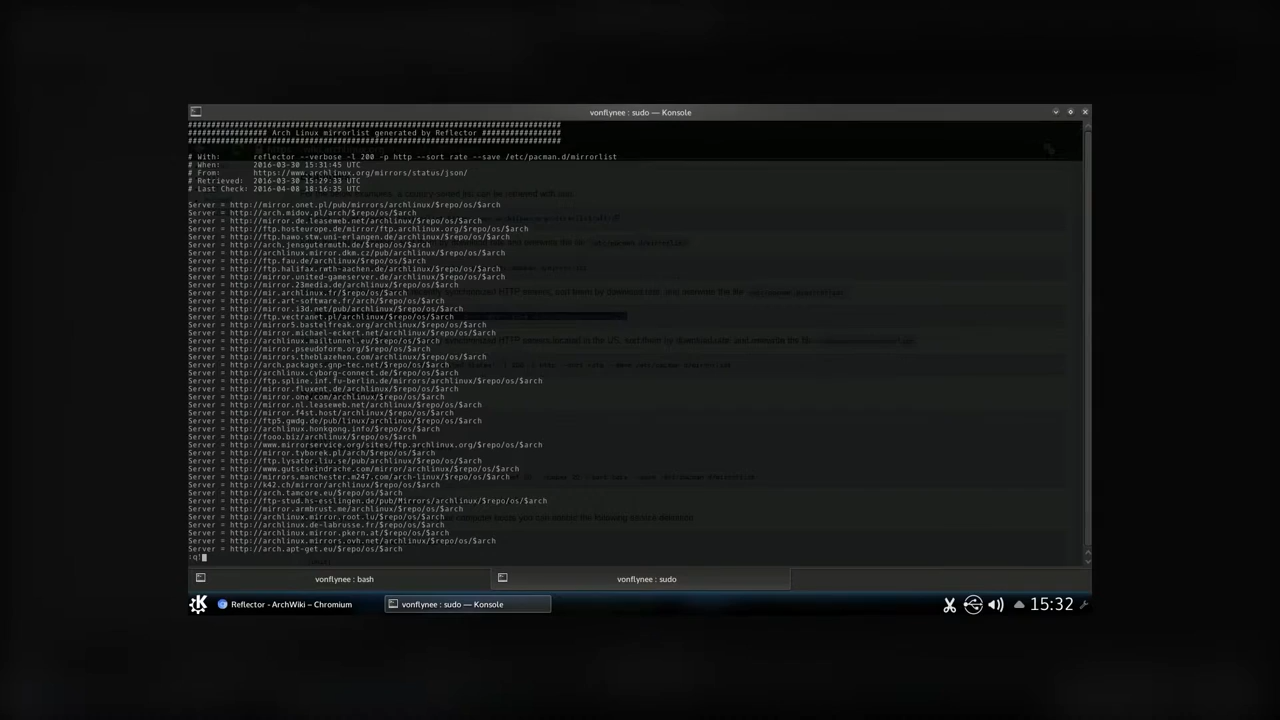 vonflynee : sudo — Konsole
################################################################################
################# Arch Linux mirrorlist generated by Reflector #################
################################################################################
# With:       reflector --verbose -l 200 -p http --sort rate --save /etc/pacman.d/mirrorlist
# When:       2016-03-30 15:31:45 UTC
# From:       https://www.archlinux.org/mirrors/status/json/
# Retrieved:  2016-03-30 15:29:33 UTC
# Last Check: 2016-04-08 18:16:35 UTC
Server = http://mirror.onet.pl/pub/mirrors/archlinux/$repo/os/$arch
Server = http://arch.midov.pl/arch/$repo/os/$arch
Server = http://mirror.de.leaseweb.net/archlinux/$repo/os/$arch
Server = http://ftp.hosteurope.de/mirror/ftp.archlinux.org/$repo/os/$arch
Server = http://ftp.hawo.stw.uni-erlangen.de/archlinux/$repo/os/$arch
Server = http://arch.jensgutermuth.de/$repo/os/$arch
Server = http://archlinux.mirror.dkm.cz/pub/archlinux/$repo/os/$arch
Server = http://ftp.fau.de/archlinux/$repo/os/$arch
Server = http://ftp.halifax.rwth-aachen.de/archlinux/$repo/os/$arch
Server = http://mirror.united-gameserver.de/archlinux/$repo/os/$arch
Server = http://mirror.23media.de/archlinux/$repo/os/$arch
Server = http://mir.archlinux.fr/$repo/os/$arch
Server = http://mir.art-software.fr/arch/$repo/os/$arch
Server = http://mirror.i3d.net/pub/archlinux/$repo/os/$arch
Server = http://ftp.vectranet.pl/archlinux/$repo/os/$arch
Server = http://mirror5.bastelfreak.org/archlinux/$repo/os/$arch
Server = http://mirror.michael-eckert.net/archlinux/$repo/os/$arch
Server = http://archlinux.mailtunnel.eu/$repo/os/$arch
Server = http://mirror.pseudoform.org/$repo/os/$arch
Server = http://mirrors.theblazehen.com/archlinux/$repo/os/$arch
Server = http://arch.packages.gnp-tec.net/$repo/os/$arch
Server = http://archlinux.cyborg-connect.de/$repo/os/$arch
Server = http://ftp.spline.inf.fu-berlin.de/mirrors/archlinux/$repo/os/$arch
Server = http://mirror.fluxent.de/archlinux/$repo/os/$arch
Server = http://mirror.one.com/archlinux/$repo/os/$arch
Server = http://mirror.nl.leaseweb.net/archlinux/$repo/os/$arch
Server = http://mirror.f4st.host/archlinux/$repo/os/$arch
Server = http://ftp5.gwdg.de/pub/linux/archlinux/$repo/os/$arch
Server = http://archlinux.honkgong.info/$repo/os/$arch
Server = http://fooo.biz/archlinux/$repo/os/$arch
Server = http://www.mirrorservice.org/sites/ftp.archlinux.org/$repo/os/$arch
Server = http://mirror.tyborek.pl/arch/$repo/os/$arch
Server = http://ftp.lysator.liu.se/pub/archlinux/$repo/os/$arch
Server = http://www.gutscheindrache.com/mirror/archlinux/$repo/os/$arch
Server = http://mirrors.manchester.m247.com/arch-linux/$repo/os/$arch
Server = http://k42.ch/mirror/archlinux/$repo/os/$arch
Server = http://arch.tamcore.eu/$repo/os/$arch
Server = http://ftp-stud.hs-esslingen.de/pub/Mirrors/archlinux/$repo/os/$arch
Server = http://mirror.armbrust.me/archlinux/$repo/os/$arch
Server = http://archlinux.mirror.root.lu/$repo/os/$arch
Server = http://archlinux.de-labrusse.fr/$repo/os/$arch
Server = http://archlinux.mirror.pkern.at/$repo/os/$arch
Server = http://archlinux.mirrors.ovh.net/archlinux/$repo/os/$arch
Server = http://arch.apt-get.eu/$repo/os/$arch
:q!
vonflynee : bash
vonflynee : sudo
Reflector - ArchWiki – Chromium
vonflynee : sudo — Konsole
15:32